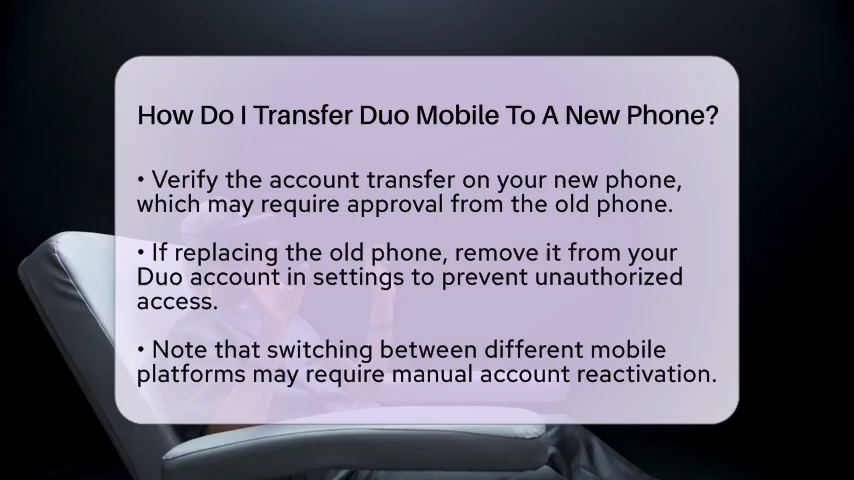 How Do I Transfer Duo Mobile To A New Phone?
• Verify the account transfer on your new phone,
which may require approval from the old phone.
• If replacing the old phone, remove it from your
Duo account in settings to prevent unauthorized
access.
• Note that switching between different mobile
platforms may require manual account reactivation.